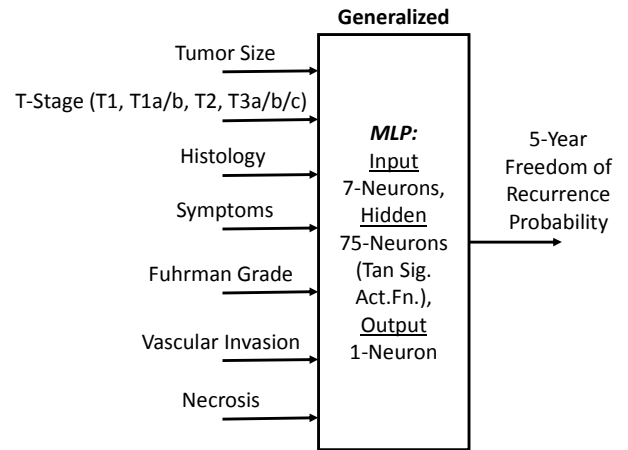 Generalized
Tumor Size
T-Stage (T1, T1a/b, T2, T3a/b/c)
Histology
Symptoms
Fuhrman Grade
Vascular Invasion
Necrosis
MLP:
Input
7-Neurons,
Hidden
75-Neurons
(Tan Sig.
Act.Fn.),
Output
1-Neuron
5-Year
Freedom of
Recurrence
Probability